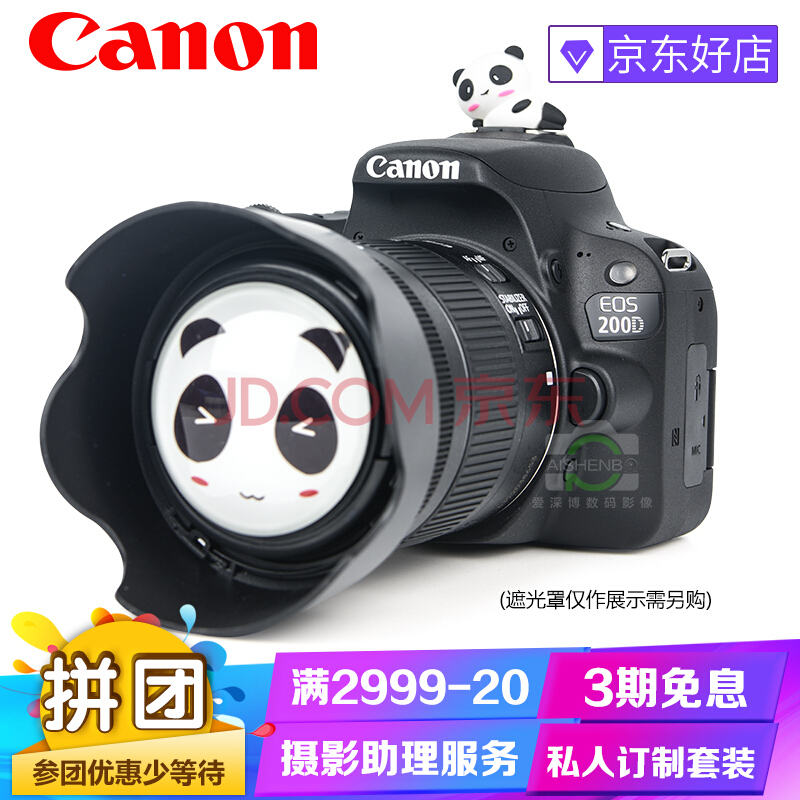 Canon
京东好店
Canon
AF MF
STABILIZER
ON OFF
EOS
200D
JD.COM 京东
MIC
AISHENBO
爱深博数码影像
(遮光罩仅作展示需另购)
拼团
参团优惠少等待
满2999-20
3期免息
摄影助理服务
私人订制套装